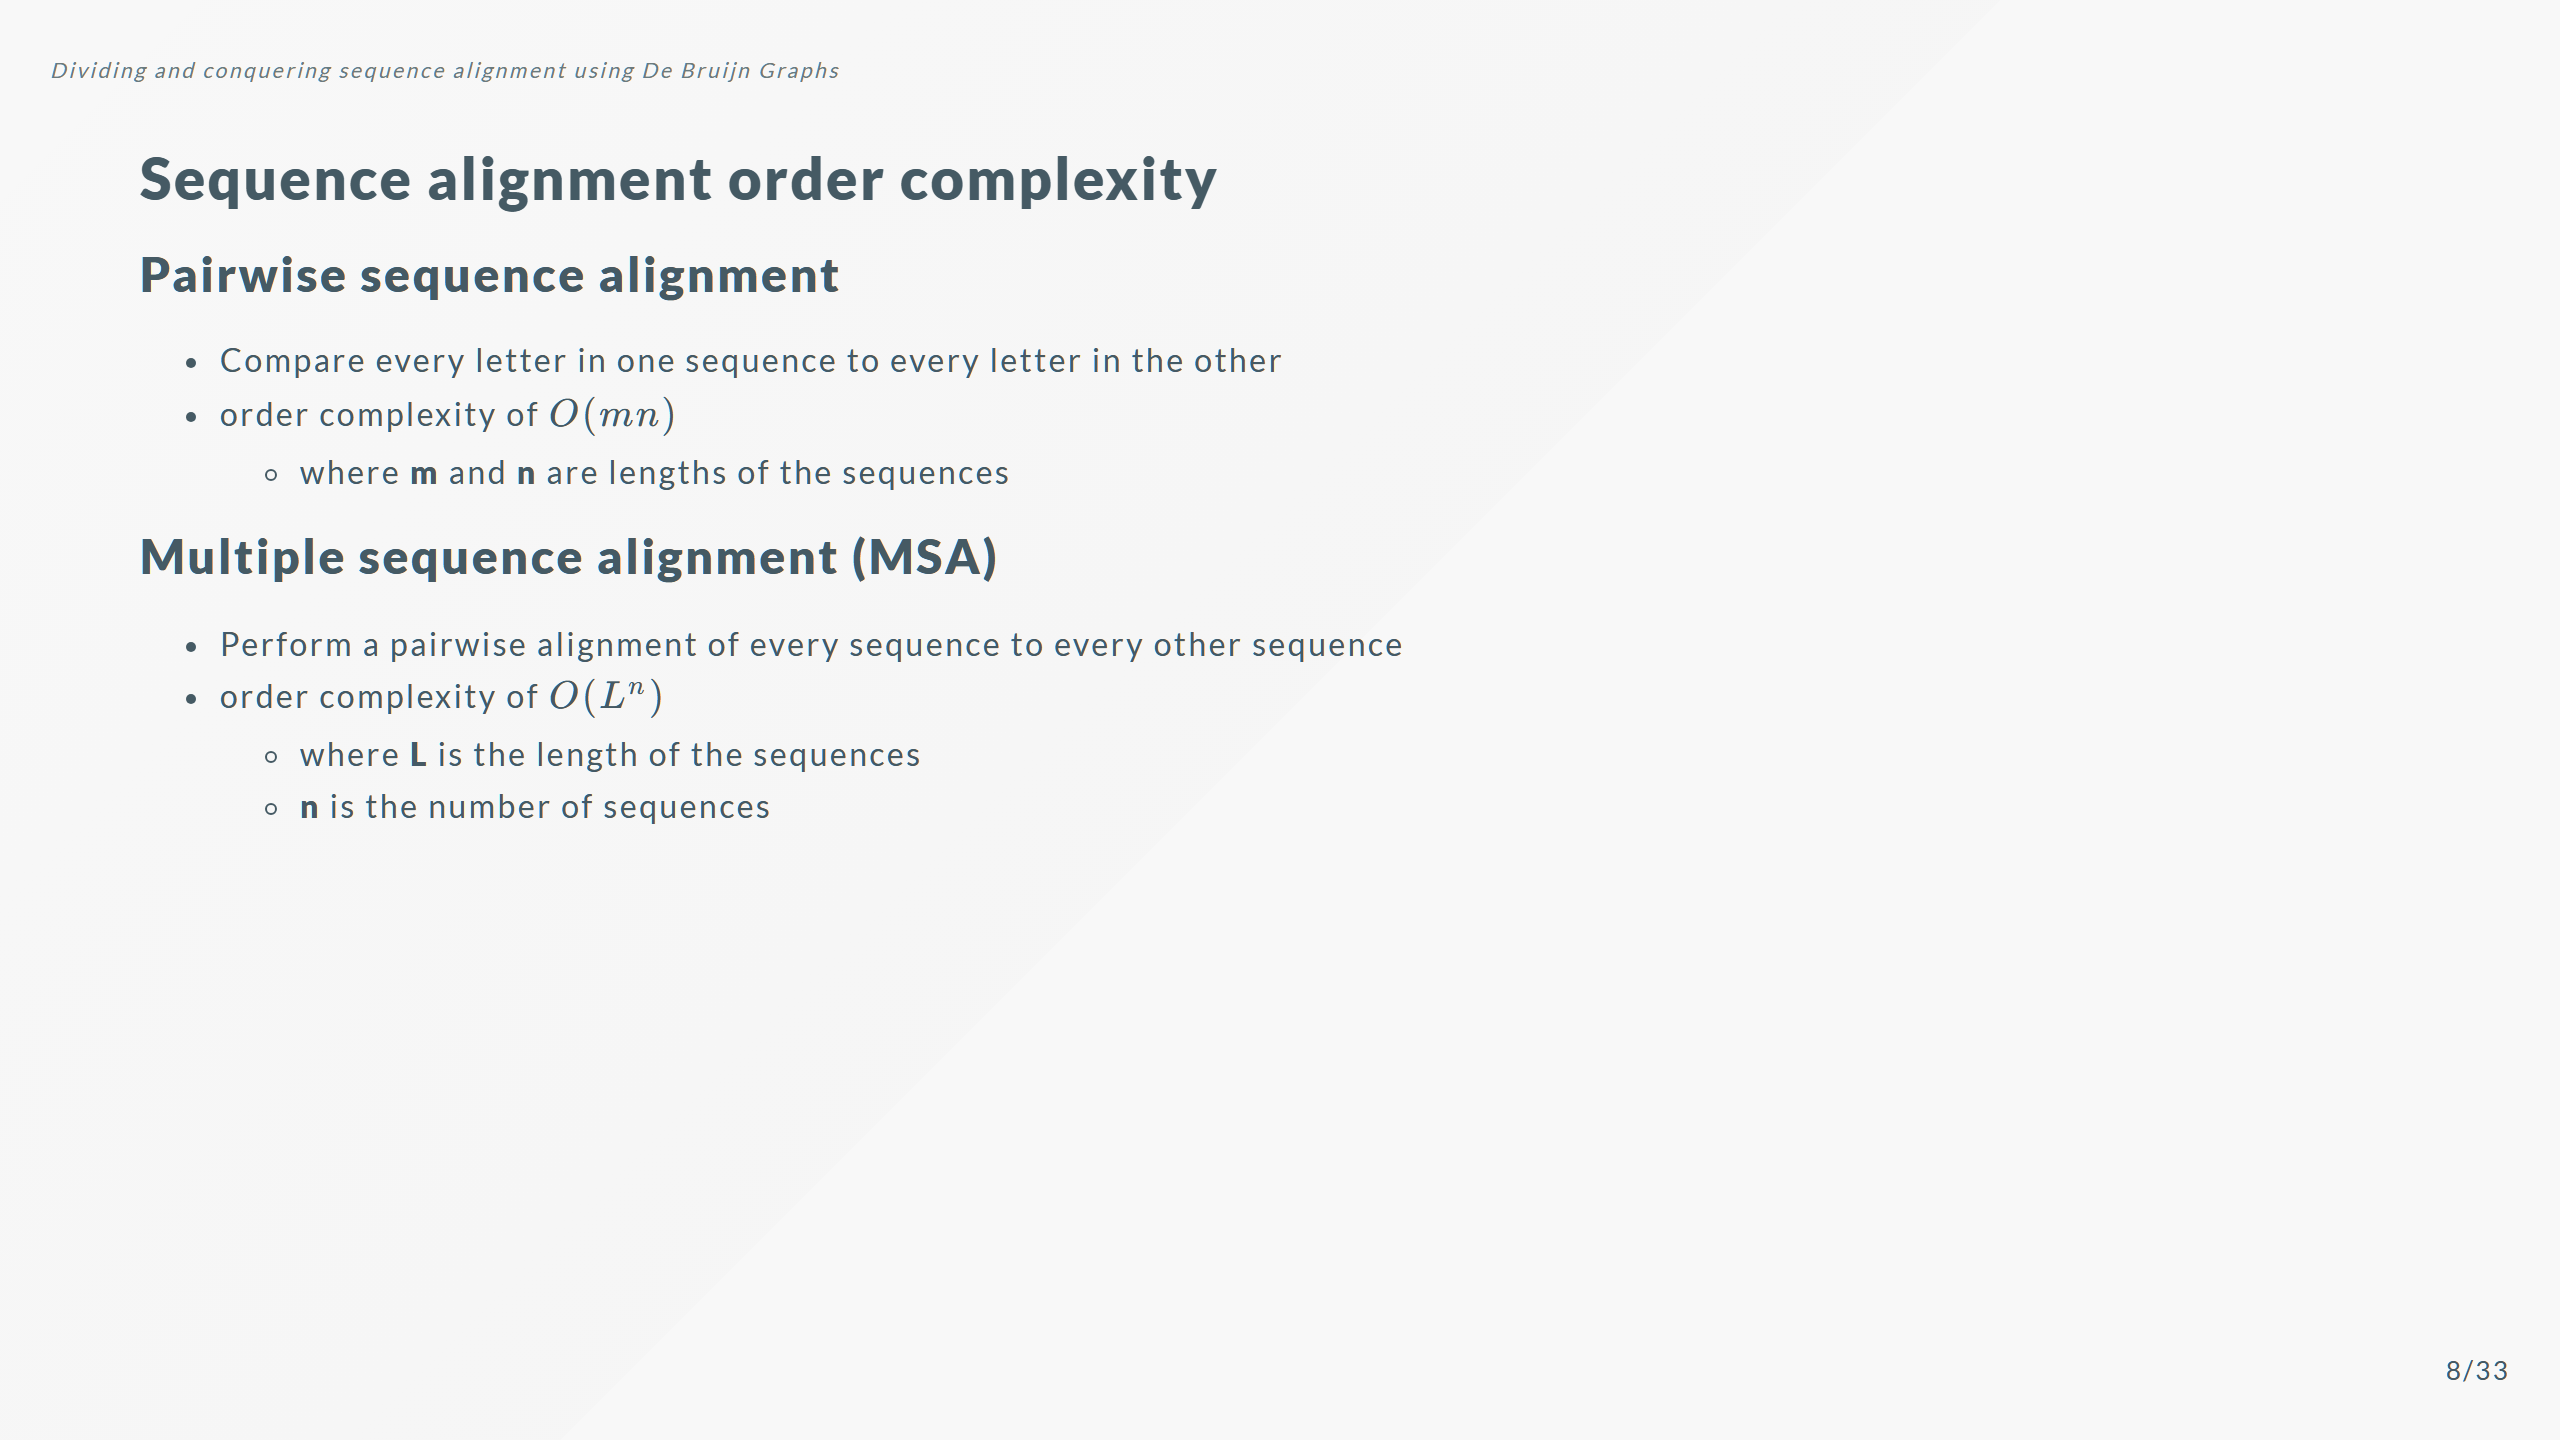 Dividing and conquering sequence alignment using De Bruijn Graphs
Sequence alignment order complexity
Pairwise sequence alignment
• Compare every letter in one sequence to every letter in the other
• order complexity of O(mn)
◦ where m and n are lengths of the sequences
Multiple sequence alignment (MSA)
• Perform a pairwise alignment of every sequence to every other sequence
• order complexity of O(Lⁿ)
◦ where L is the length of the sequences
◦ n is the number of sequences
8/33